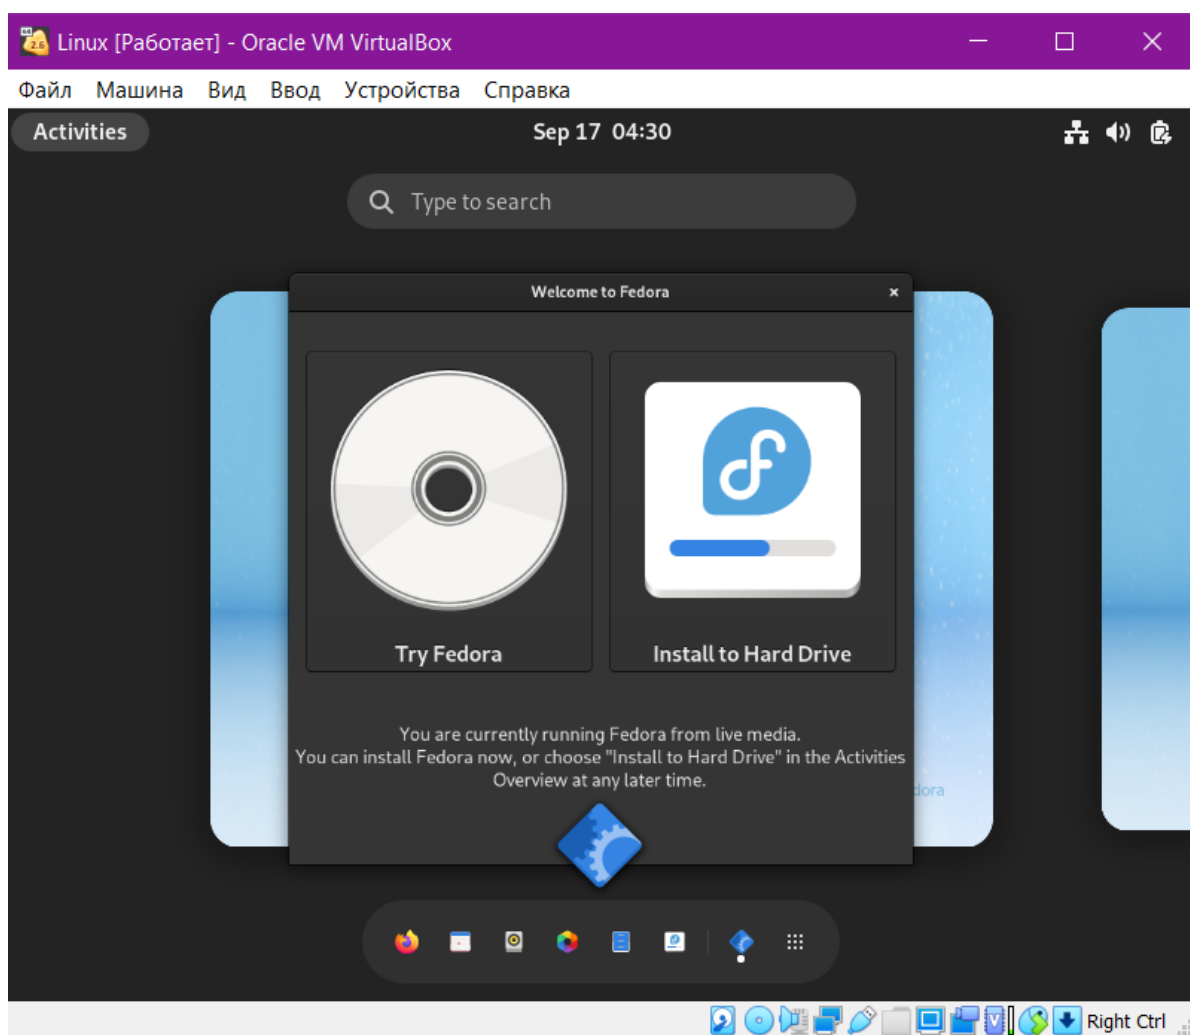 Linux [Работает] - Oracle VM VirtualBox
Файл Машина Вид Ввод Устройства Справка
Activities Sep 17 04:30
Type to search
Welcome to Fedora
Try Fedora Install to Hard Drive
You are currently running Fedora from live media.
You can install Fedora now, or choose "Install to Hard Drive" in the Activities
Overview at any later time.
dora
Right Ctrl